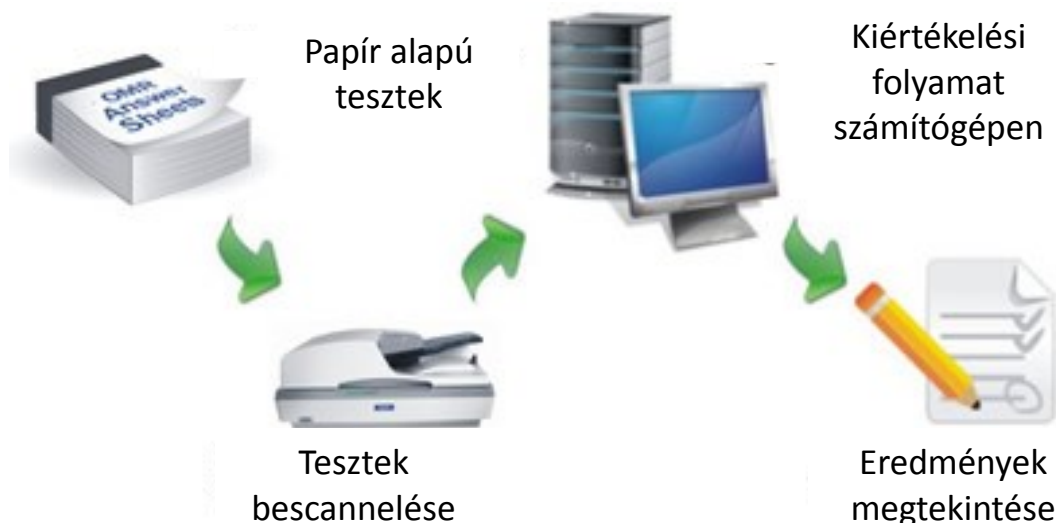 OMR
Answer
Sheets
Papír alapú
tesztek
Tesztek
bescannelése
Kiértékelési
folyamat
számítógépen
Eredmények
megtekintése